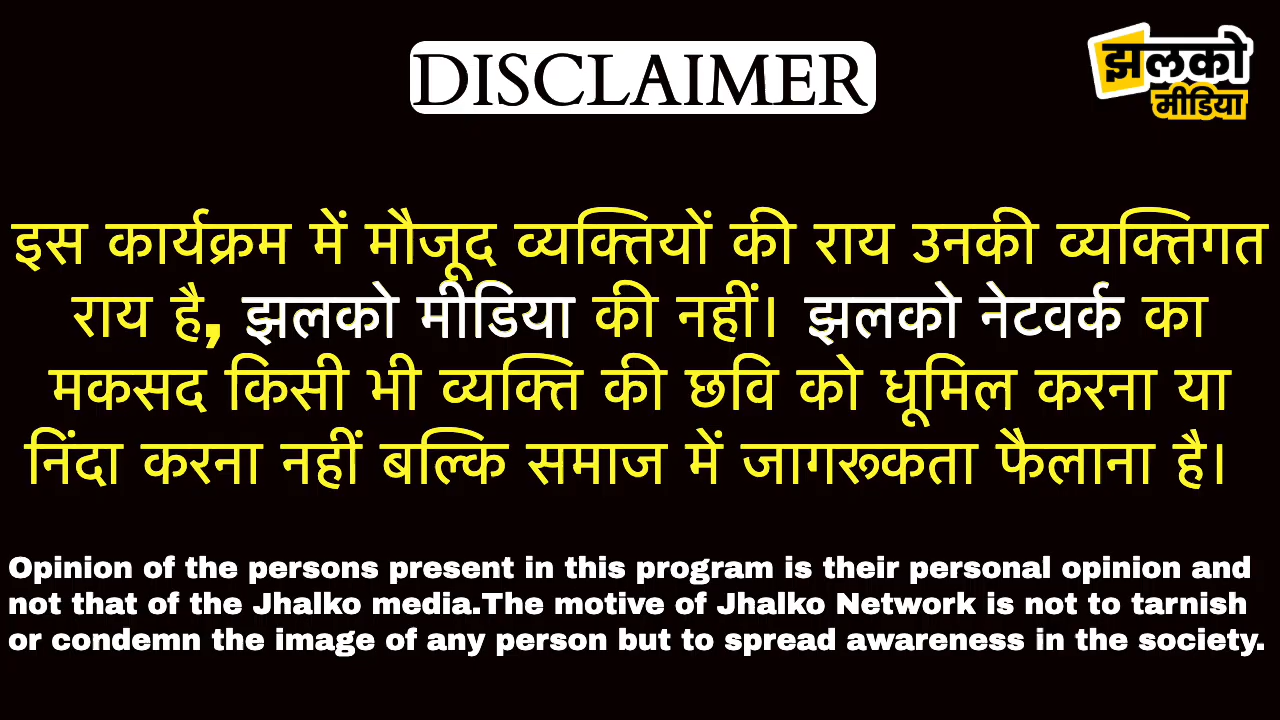 DISCLAIMER
झलको
मीडिया
इस कार्यक्रम में मौजूद व्यक्तियों की राय उनकी व्यक्तिगत
राय है, झलको मीडिया की नहीं। झलको नेटवर्क का
मकसद किसी भी व्यक्ति की छवि को धूमिल करना या
निंदा करना नहीं बल्कि समाज में जागरूकता फैलाना है।
Opinion of the persons present in this program is their personal opinion and
not that of the Jhalko media.The motive of Jhalko Network is not to tarnish
or condemn the image of any person but to spread awareness in the society.